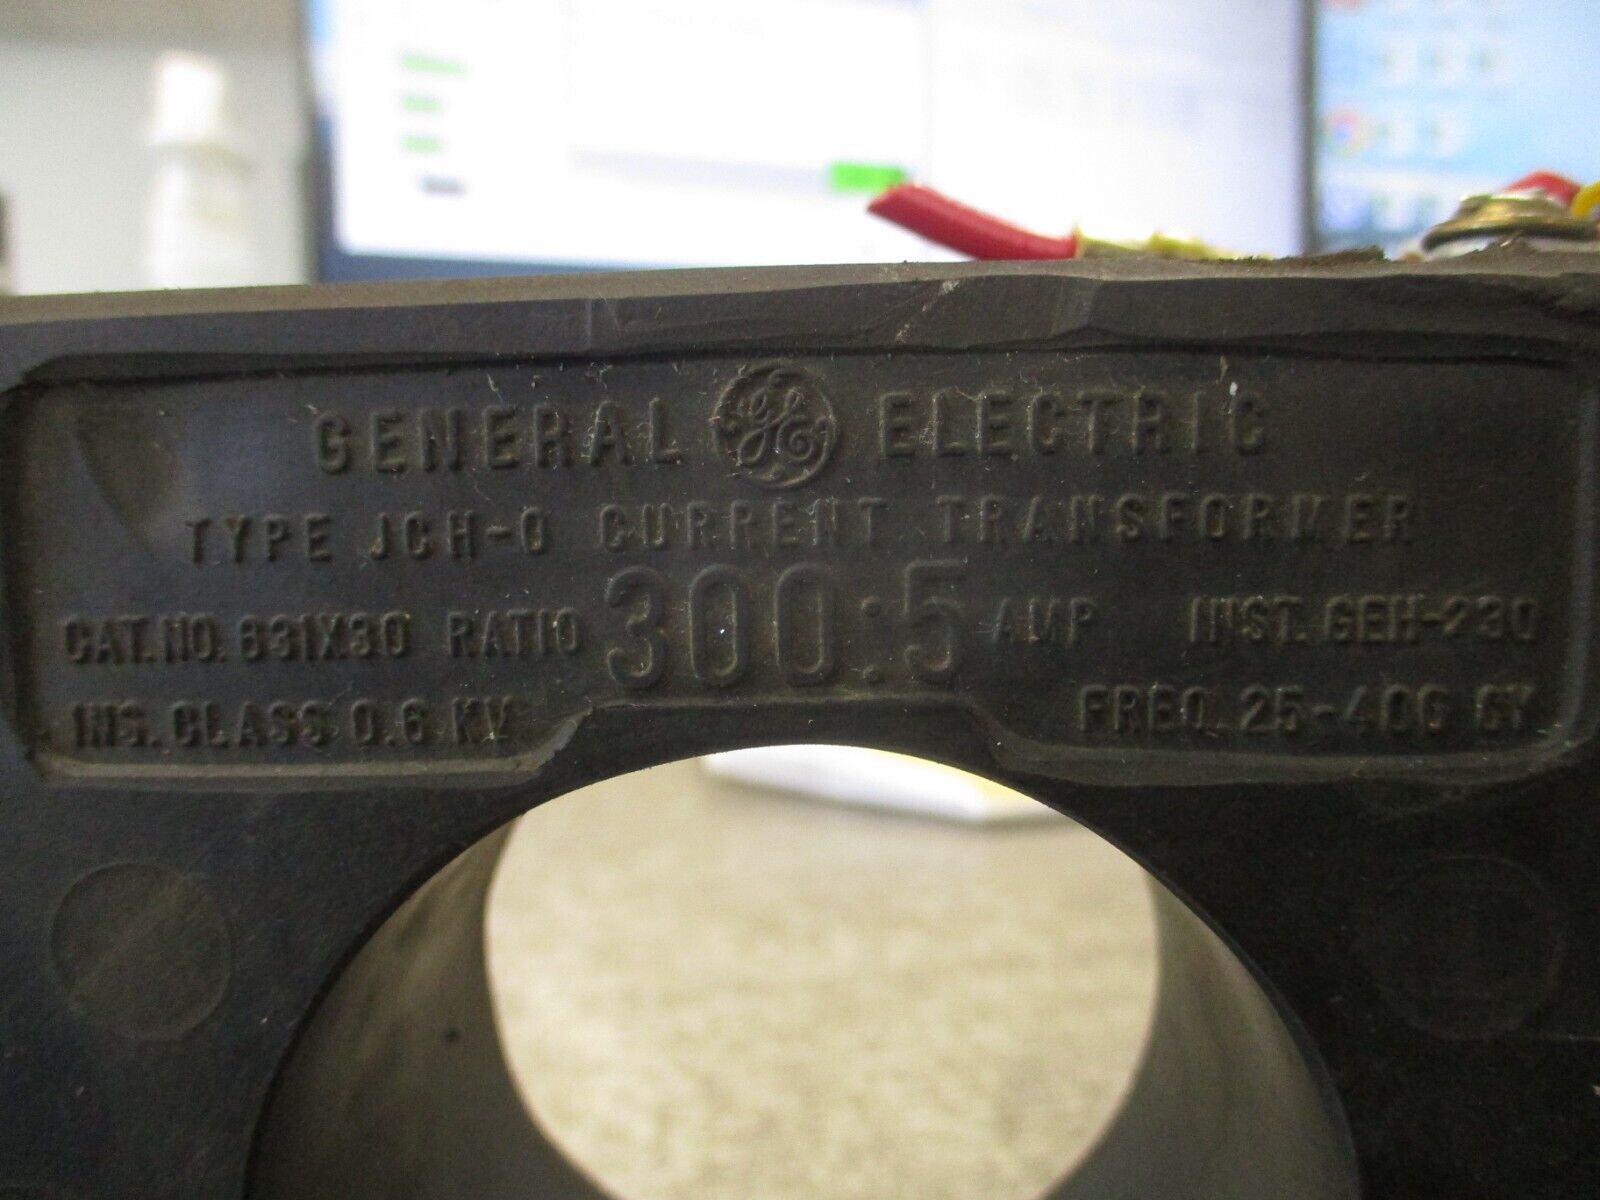 GENERAL GE ELECTRIC
TYPE JCH-0 CURRENT TRANSFORMER
CAT. NO. 631X30 RATIO 300:5 AMP INST. GEH-230
INS. CLASS 0.6 KV FREQ. 25-400 CY